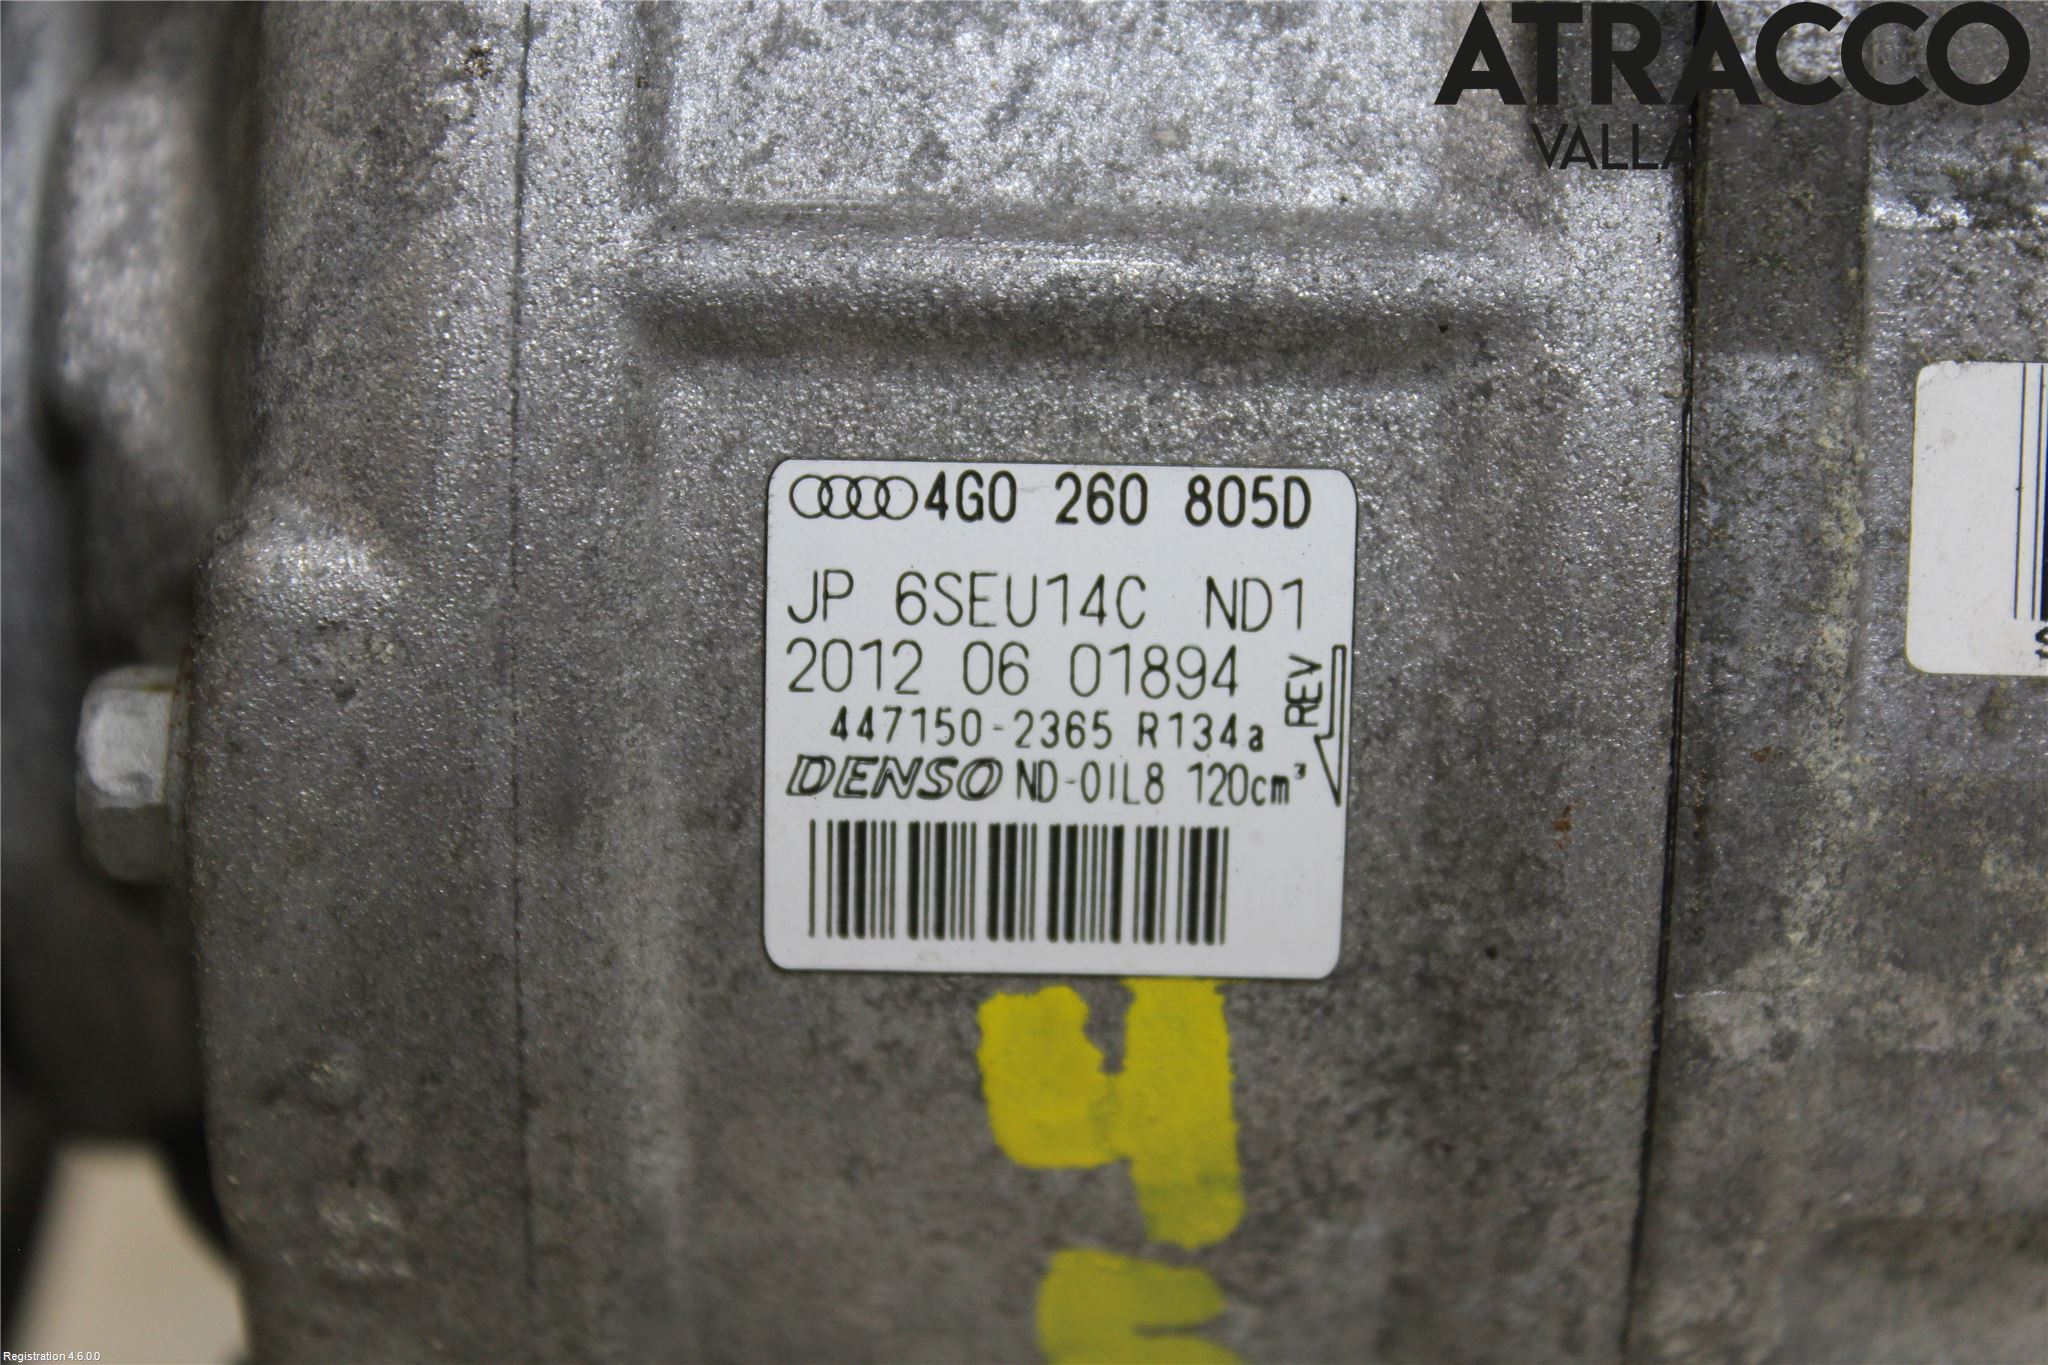 ATRACCO
VALLA
4G0 260 805D
JP 6SEU14C ND1
2012 06 01894
REV
447150-2365 R134a
DENSO ND-OIL8 120cm³
Registration 4.6.0.0